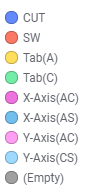 CUT
SW
Tab(A)
Tab(C)
X-Axis(AC)
X-Axis(AS)
Y-Axis(AC)
Y-Axis(CS)
(Empty)